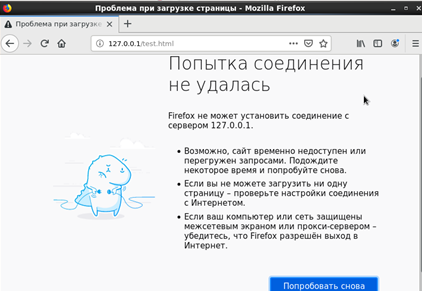 Проблема при загрузке страницы - Mozilla Firefox
Проблема при загрузке
127.0.0.1/test.html
Попытка соединения
не удалась
Firefox не может установить соединение с
сервером 127.0.0.1.
Возможно, сайт временно недоступен или
перегружен запросами. Подождите
некоторое время и попробуйте снова.
Если вы не можете загрузить ни одну
страницу – проверьте настройки соединения
с Интернетом.
Если ваш компьютер или сеть защищены
межсетевым экраном или прокси-сервером –
убедитесь, что Firefox разрешён выход в
Интернет.
Попробовать снова